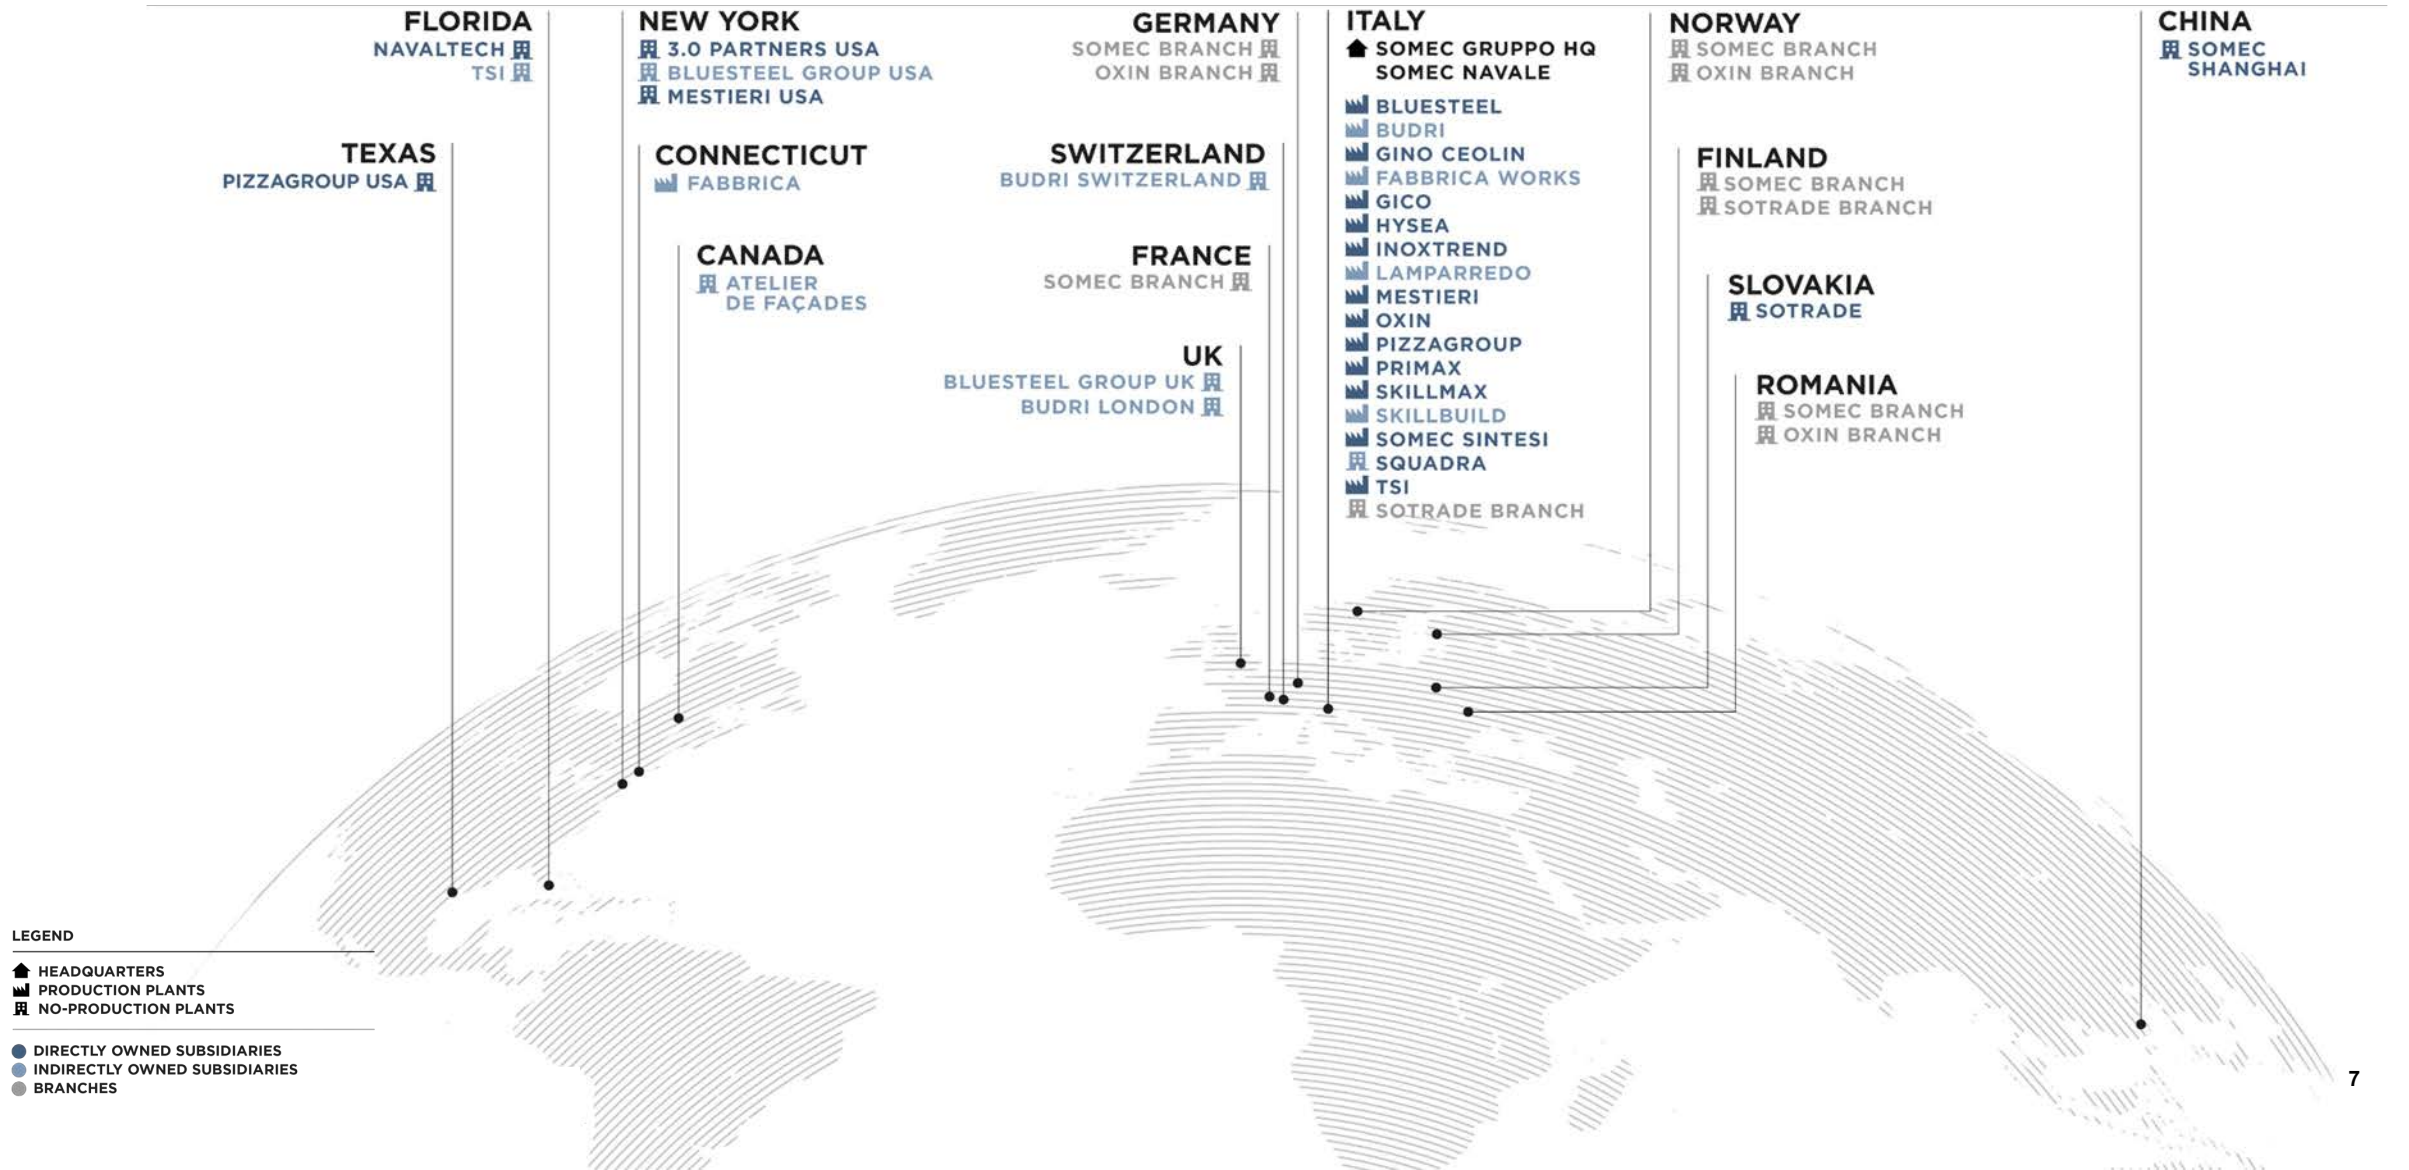 FLORIDA
NAVALTECH
TSI
NEW YORK
3.0 PARTNERS USA
BLUESTEEL GROUP USA
MESTIERI USA
GERMANY
SOMEC BRANCH
OXIN BRANCH
ITALY
SOMEC GRUPPO HQ
SOMEC NAVALE
BLUESTEEL
BUDRI
GINO CEOLIN
FABBRICA WORKS
GICO
HYSEA
INOXTREND
LAMPARREDO
MESTIERI
OXIN
PIZZAGROUP
PRIMAX
SKILLMAX
SKILLBUILD
SOMEC SINTESI
SQUADRA
TSI
SOTRADE BRANCH
NORWAY
SOMEC BRANCH
OXIN BRANCH
CHINA
SOMEC
SHANGHAI
TEXAS
PIZZAGROUP USA
CONNECTICUT
FABBRICA
SWITZERLAND
BUDRI SWITZERLAND
FINLAND
SOMEC BRANCH
SOTRADE BRANCH
CANADA
ATELIER
DE FAÇADES
FRANCE
SOMEC BRANCH
SLOVAKIA
SOTRADE
UK
BLUESTEEL GROUP UK
BUDRI LONDON
ROMANIA
SOMEC BRANCH
OXIN BRANCH
LEGEND
HEADQUARTERS
PRODUCTION PLANTS
NO-PRODUCTION PLANTS
DIRECTLY OWNED SUBSIDIARIES
INDIRECTLY OWNED SUBSIDIARIES
BRANCHES
7